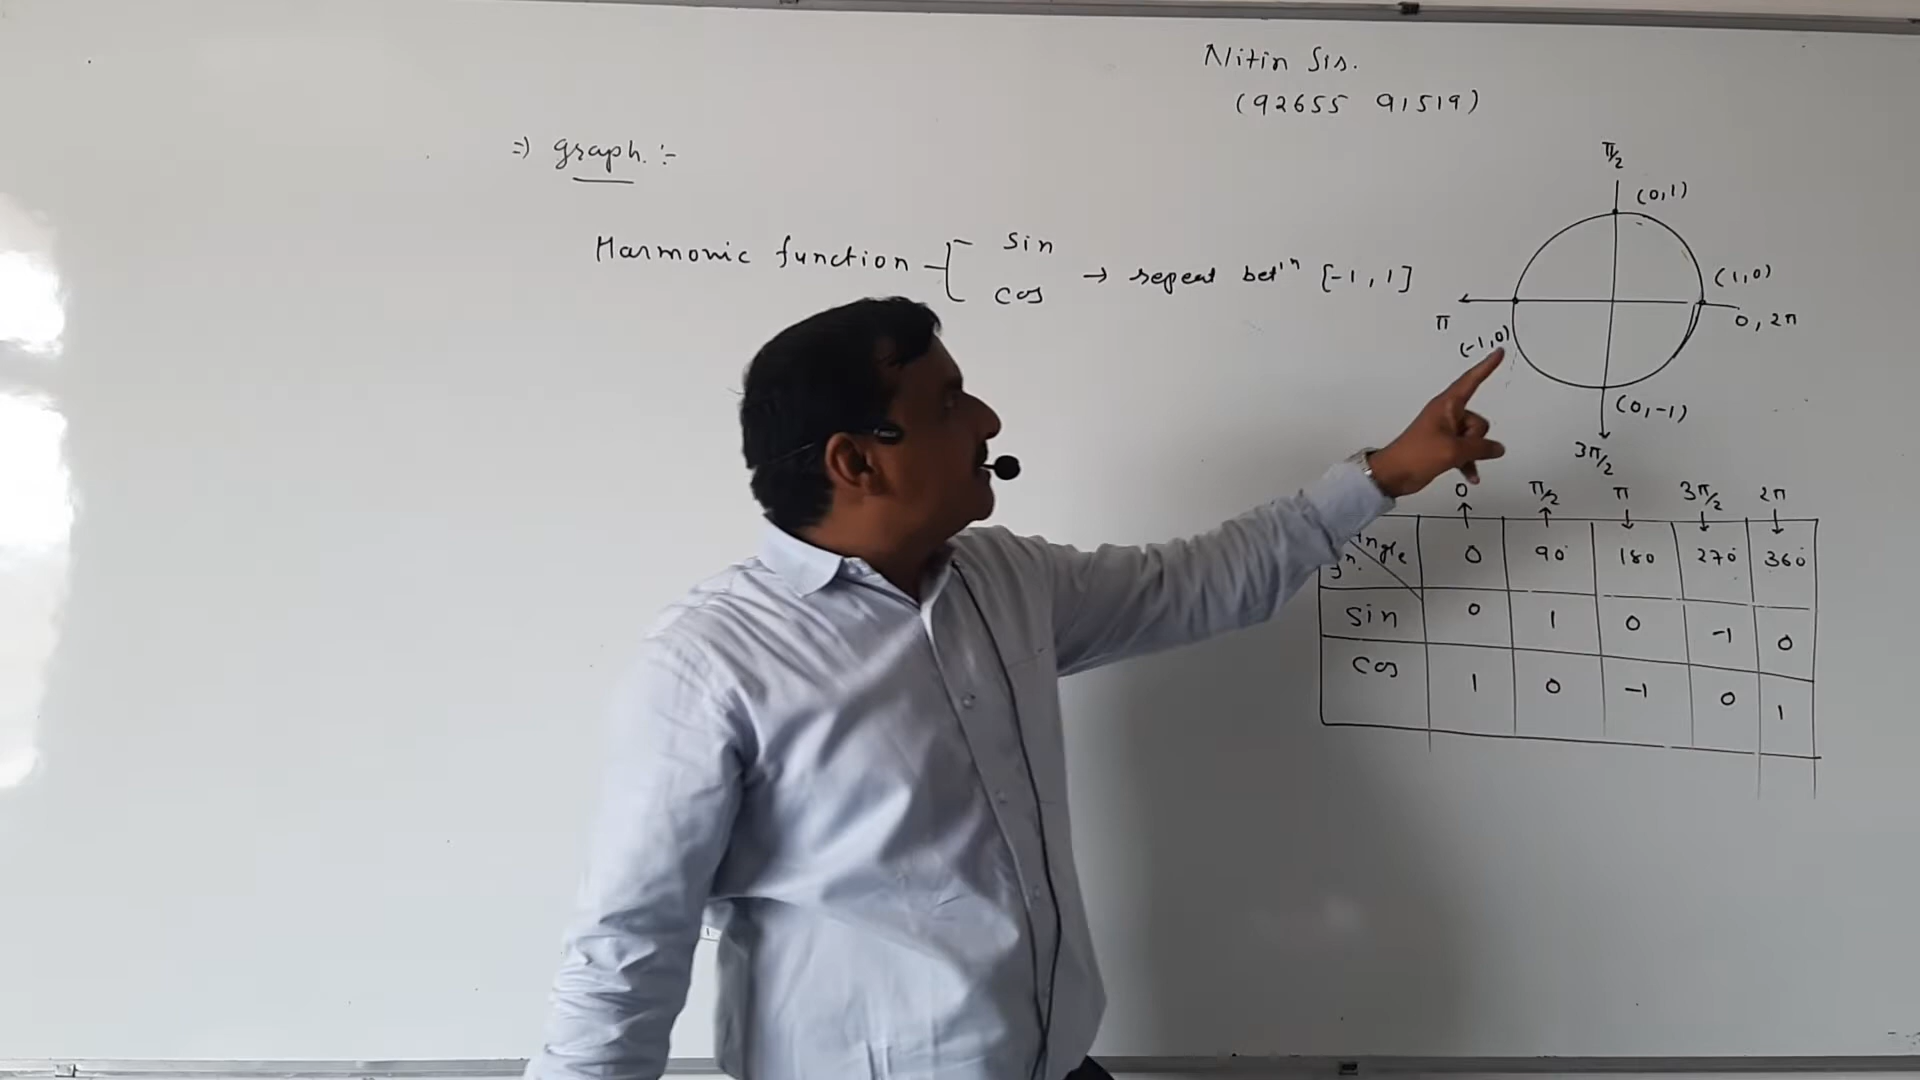 Nitin Sir.
(92655 91519)
⇒ graph :-
Harmonic function
sin
cos
→ repeat betⁿ [-1, 1]
π/2
(0,1)
(1,0)
0, 2π
π
(-1,0)
(0,-1)
3π/2
0 π/2 π 3π/2 2π
Angle
fⁿ. 0 90° 180 270° 360°
Sin 0 1 0 -1 0
Cos 1 0 -1 0 1